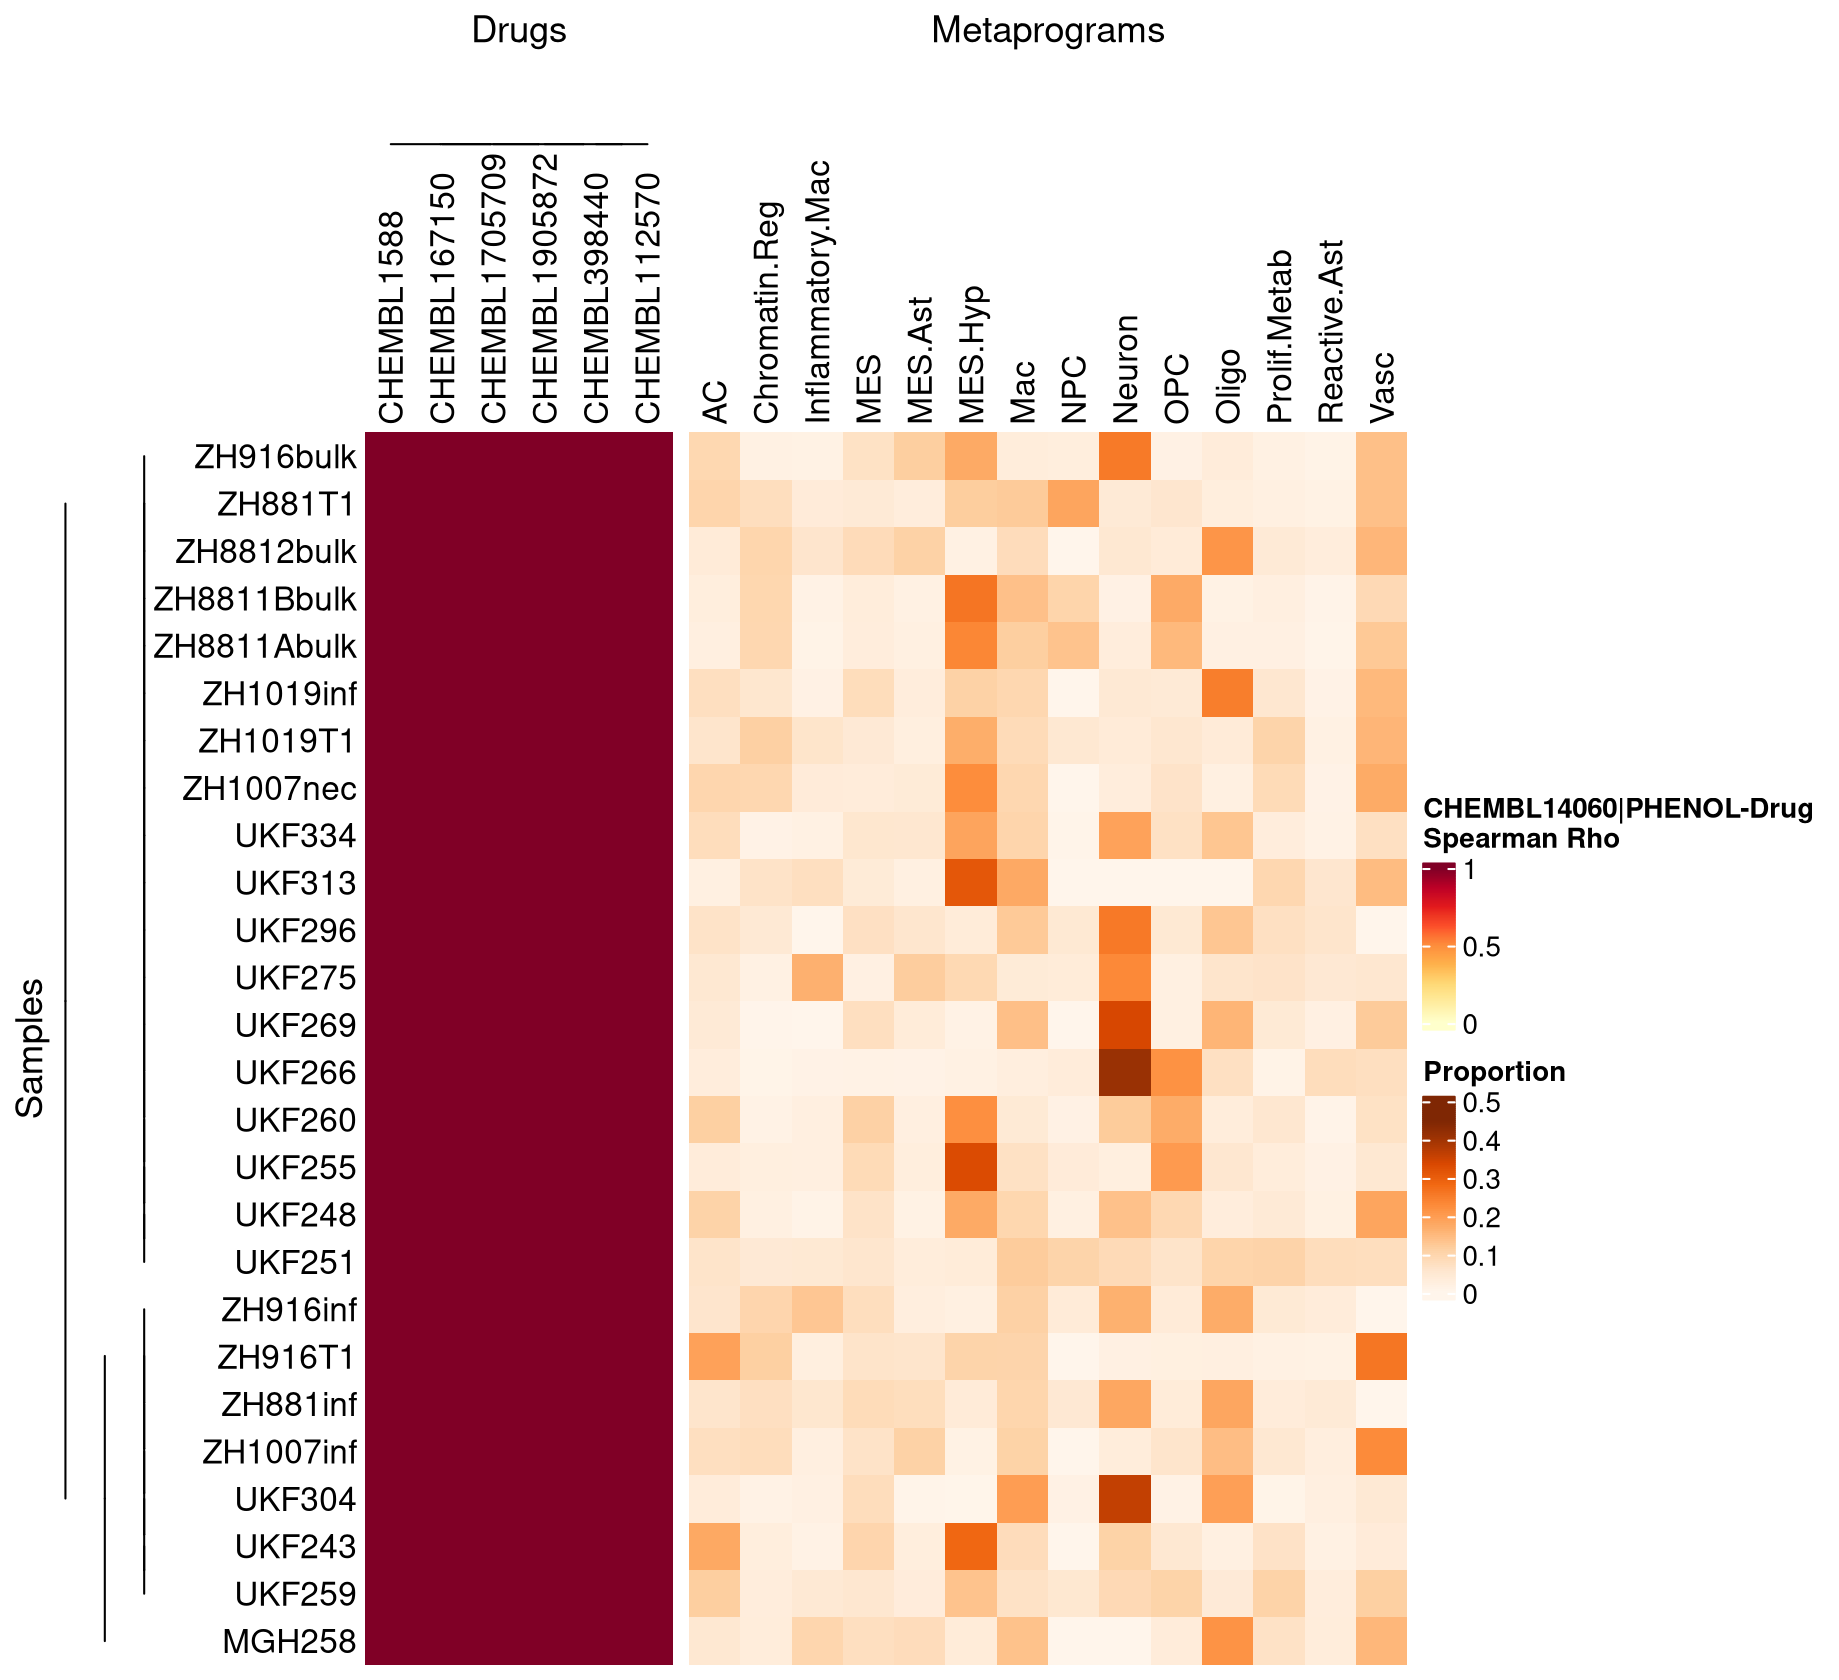 Drugs
Metaprograms
CHEMBL1588
CHEMBL167150
CHEMBL1705709
CHEMBL1905872
CHEMBL398440
CHEMBL112570
AC
Chromatin.Reg
Inflammatory.Mac
MES
MES.Ast
MES.Hyp
Mac
NPC
Neuron
OPC
Oligo
Prolif.Metab
Reactive.Ast
Vasc
Samples
ZH916bulk
ZH881T1
ZH8812bulk
ZH8811Bbulk
ZH8811Abulk
ZH1019inf
ZH1019T1
ZH1007nec
UKF334
UKF313
UKF296
UKF275
UKF269
UKF266
UKF260
UKF255
UKF248
UKF251
ZH916inf
ZH916T1
ZH881inf
ZH1007inf
UKF304
UKF243
UKF259
MGH258
CHEMBL14060|PHENOL-Drug
Spearman Rho
1
0.5
0
Proportion
0.5
0.4
0.3
0.2
0.1
0